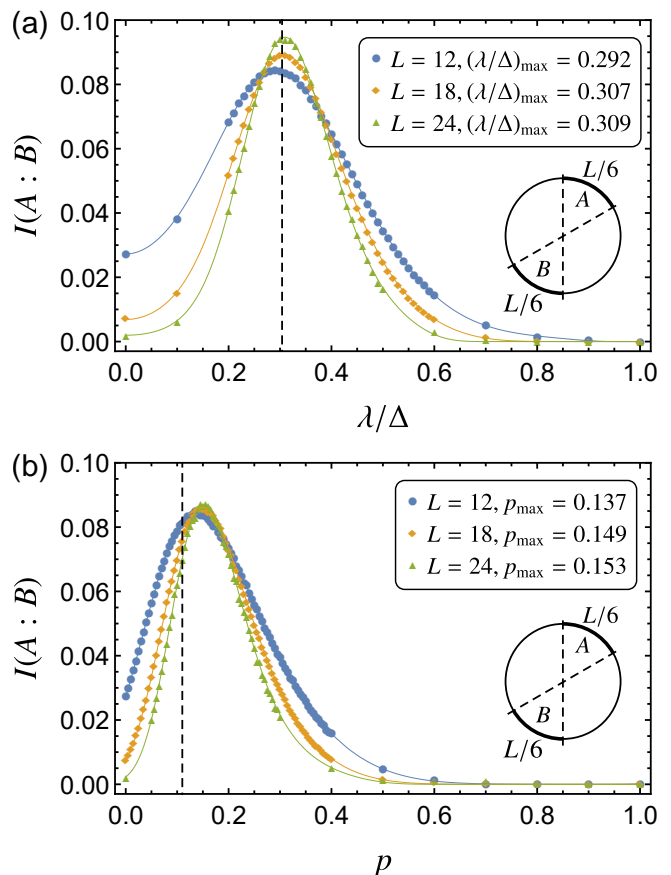 (a)
0.10
0.08
0.06
0.04
0.02
0.00
I(A : B)
L = 12, (λ/Δ)max = 0.292
L = 18, (λ/Δ)max = 0.307
L = 24, (λ/Δ)max = 0.309
L/6
A
B
L/6
0.0 0.2 0.4 0.6 0.8 1.0
λ/Δ
(b)
0.10
0.08
0.06
0.04
0.02
0.00
I(A : B)
L = 12, pmax = 0.137
L = 18, pmax = 0.149
L = 24, pmax = 0.153
L/6
A
B
L/6
0.0 0.2 0.4 0.6 0.8 1.0
p